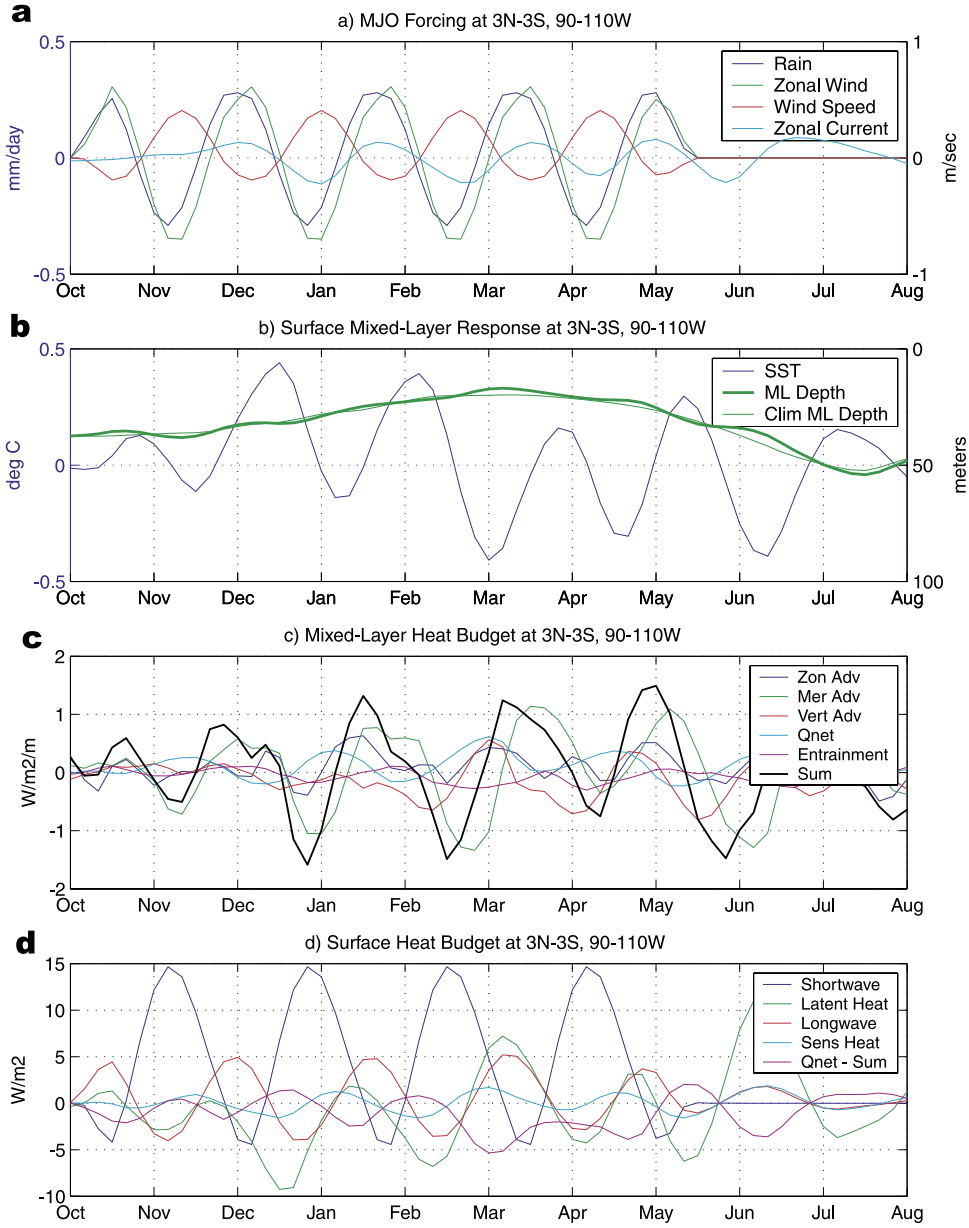 a
a) MJO Forcing at 3N-3S, 90-110W
0.5
0
-0.5
mm/day
1
0
-1
m/sec
Rain
Zonal Wind
Wind Speed
Zonal Current
Oct Nov Dec Jan Feb Mar Apr May Jun Jul Aug
b
b) Surface Mixed-Layer Response at 3N-3S, 90-110W
0.5
0
-0.5
deg C
0
50
100
meters
SST
ML Depth
Clim ML Depth
Oct Nov Dec Jan Feb Mar Apr May Jun Jul Aug
c
c) Mixed-Layer Heat Budget at 3N-3S, 90-110W
2
1
0
-1
-2
W/m2/m
Zon Adv
Mer Adv
Vert Adv
Qnet
Entrainment
Sum
Oct Nov Dec Jan Feb Mar Apr May Jun Jul Aug
d
d) Surface Heat Budget at 3N-3S, 90-110W
15
10
5
0
-5
-10
W/m2
Shortwave
Latent Heat
Longwave
Sens Heat
Qnet - Sum
Oct Nov Dec Jan Feb Mar Apr May Jun Jul Aug